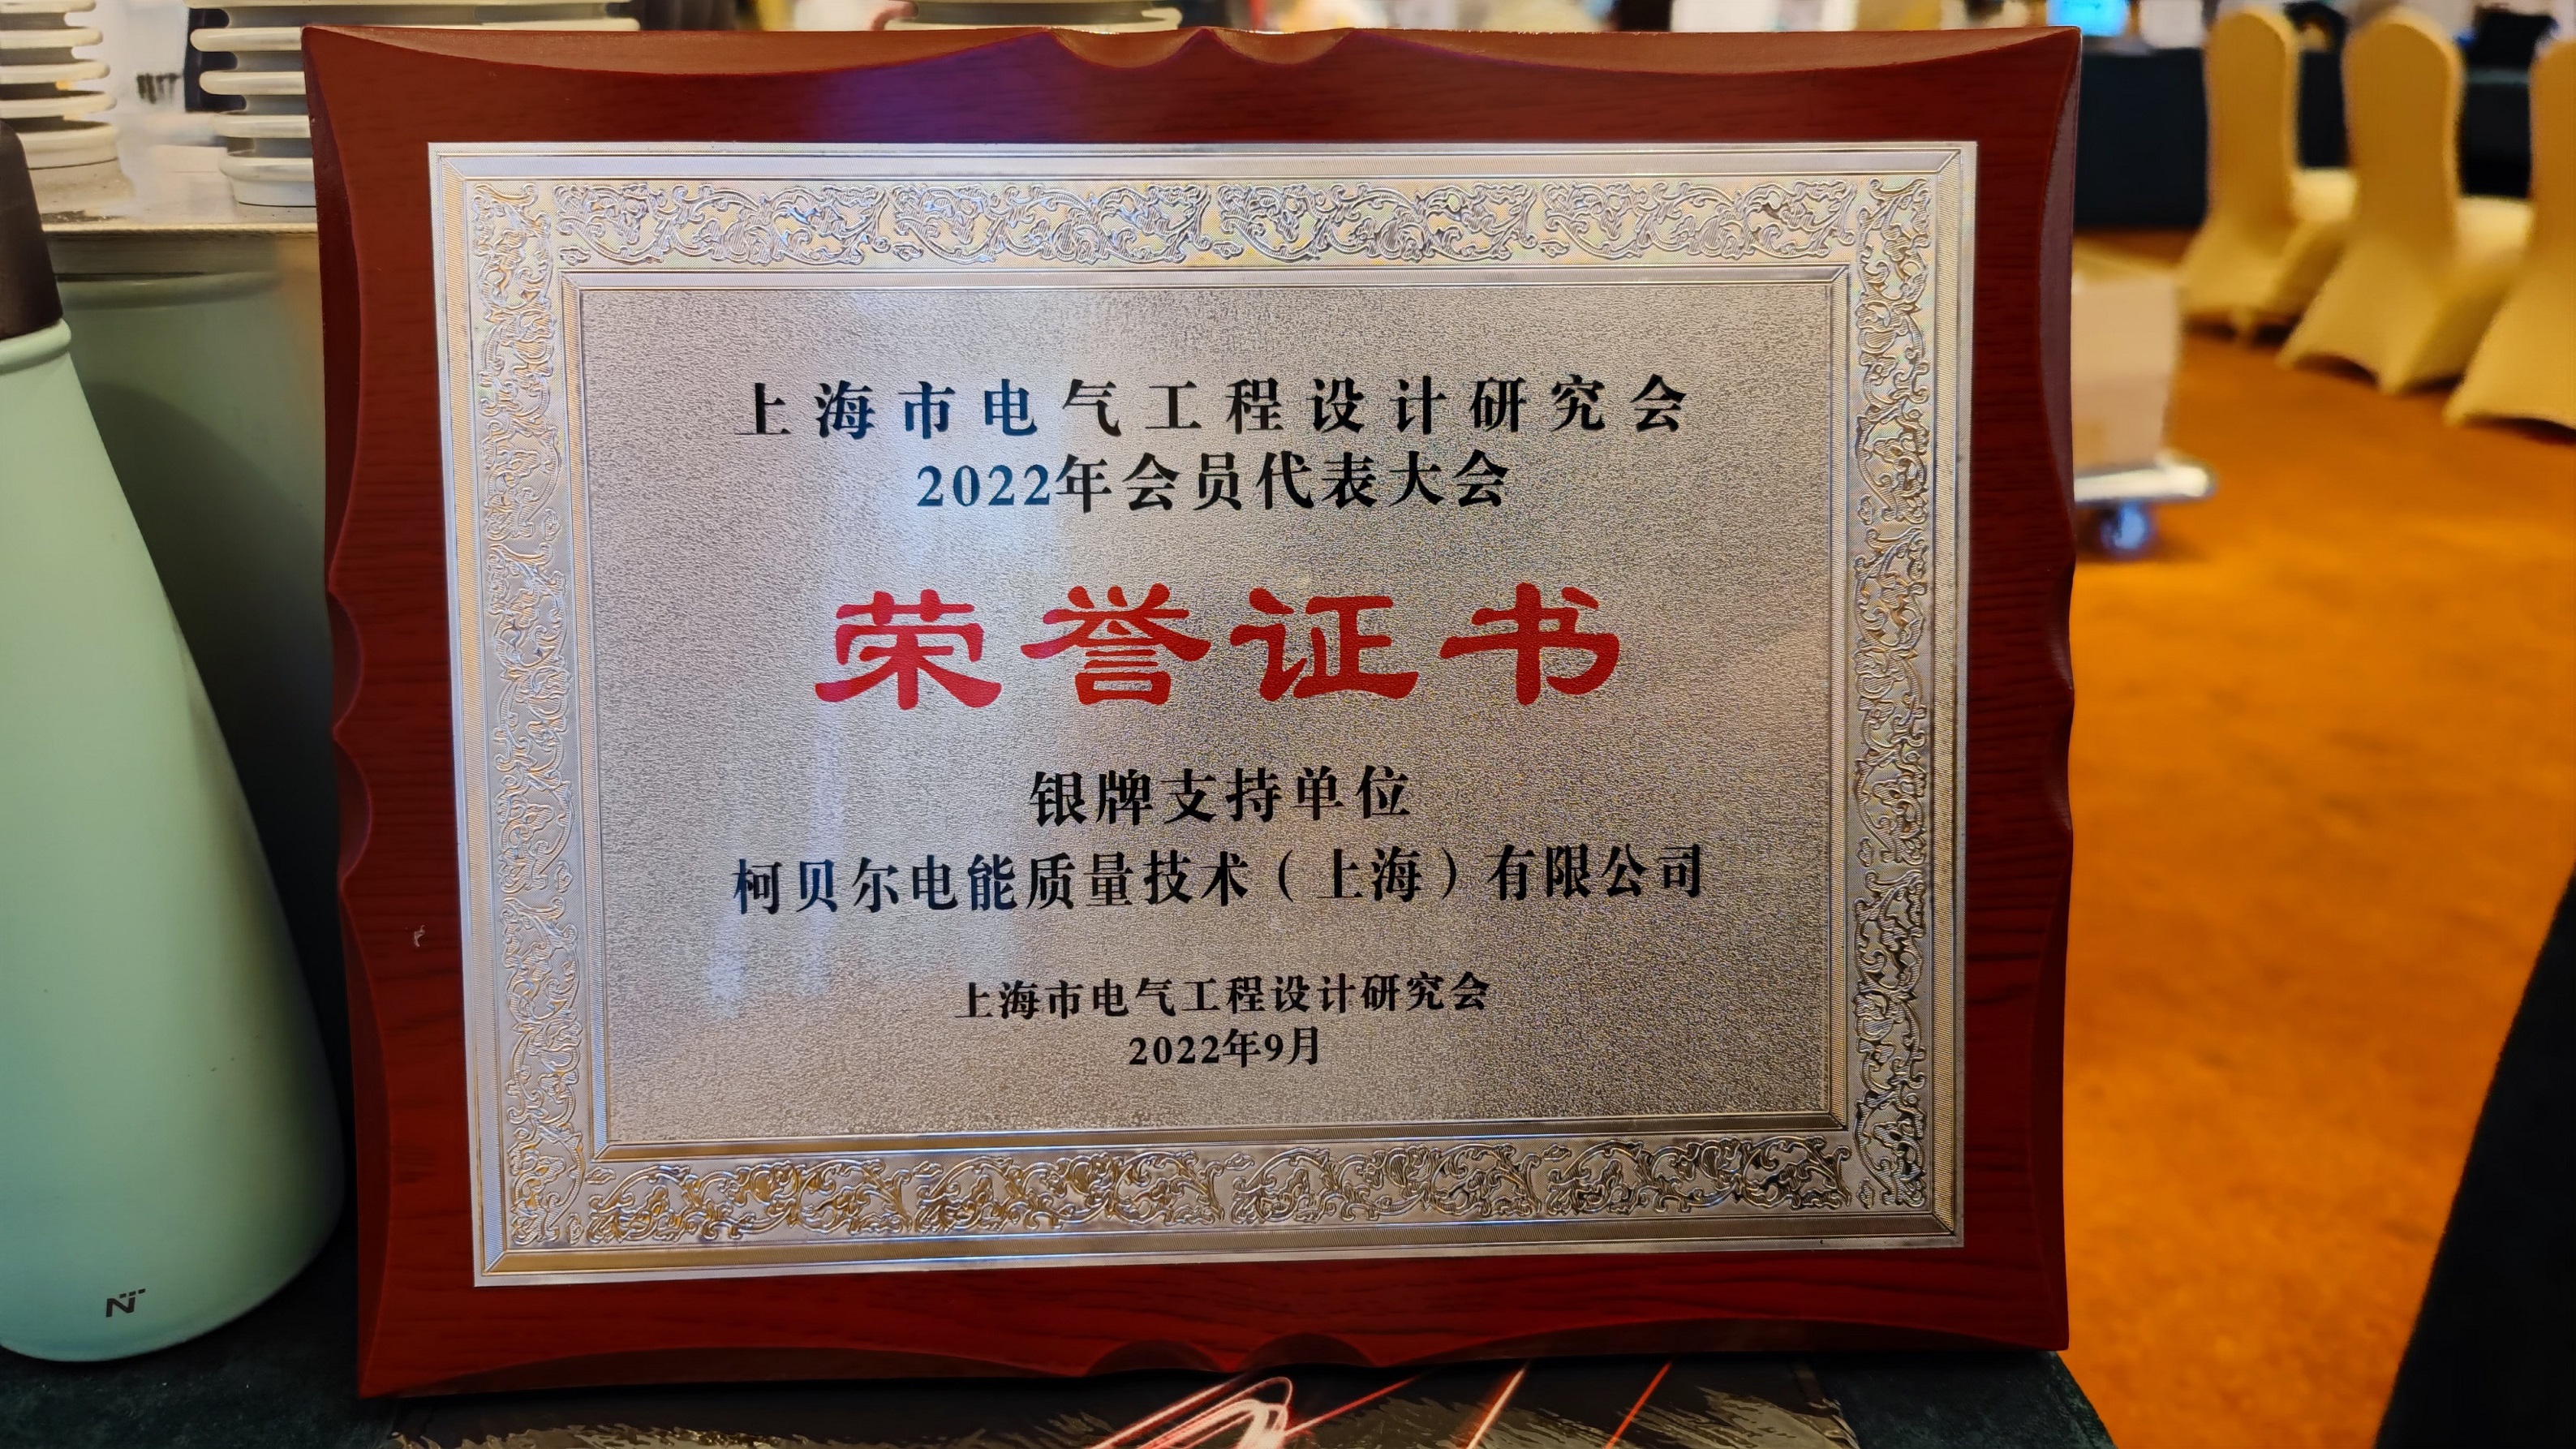 上海市电气工程设计研究会
2022年会员代表大会
荣誉证书
银牌支持单位
柯贝尔电能质量技术（上海）有限公司
上海市电气工程设计研究会
2022年9月